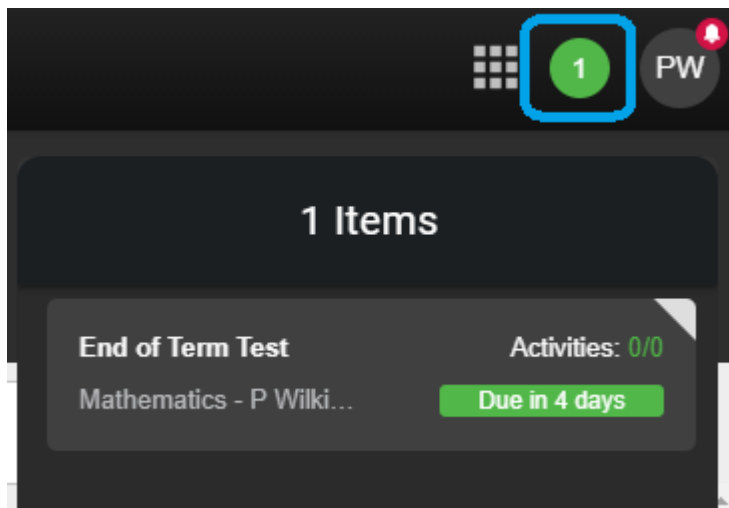 1 PW
1 Items
End of Term Test Activities: 0/0
Mathematics - P Wilki... Due in 4 days